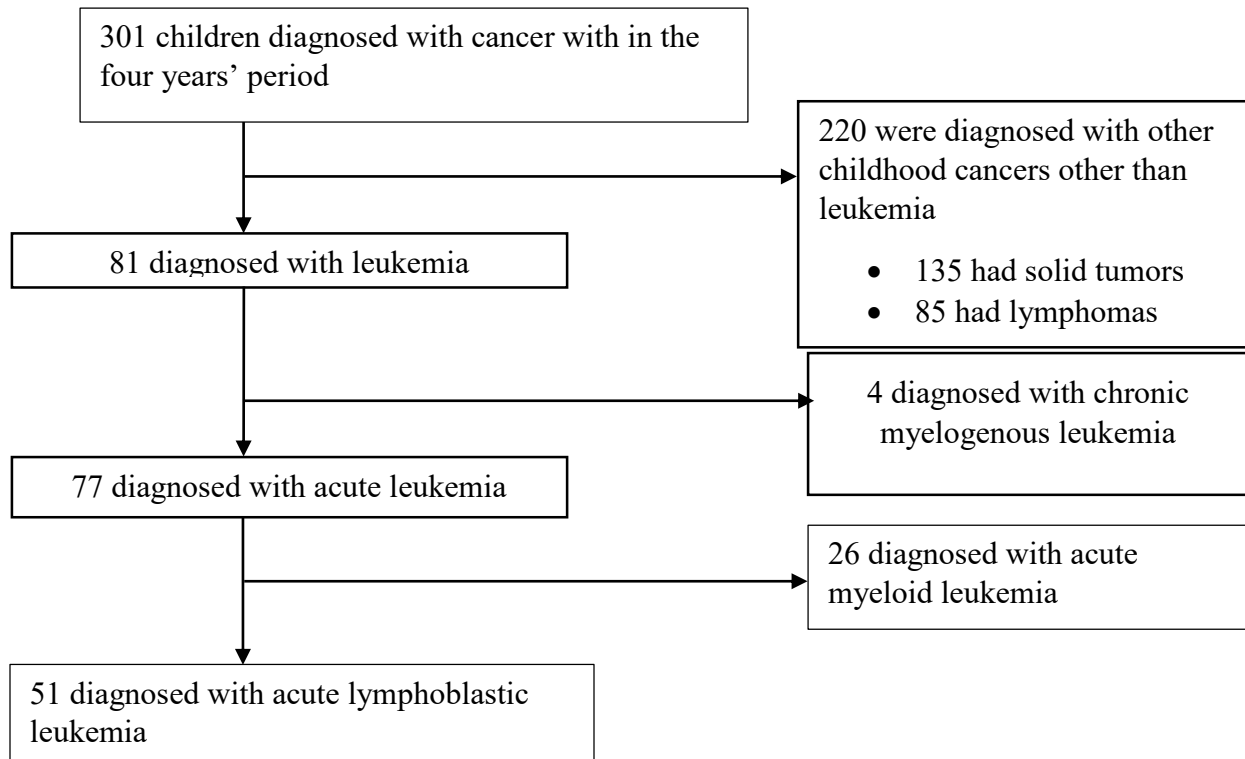 301 children diagnosed with cancer with in the
four years’ period
220 were diagnosed with other
childhood cancers other than
leukemia
• 135 had solid tumors
• 85 had lymphomas
81 diagnosed with leukemia
4 diagnosed with chronic
myelogenous leukemia
77 diagnosed with acute leukemia
26 diagnosed with acute
myeloid leukemia
51 diagnosed with acute lymphoblastic
leukemia